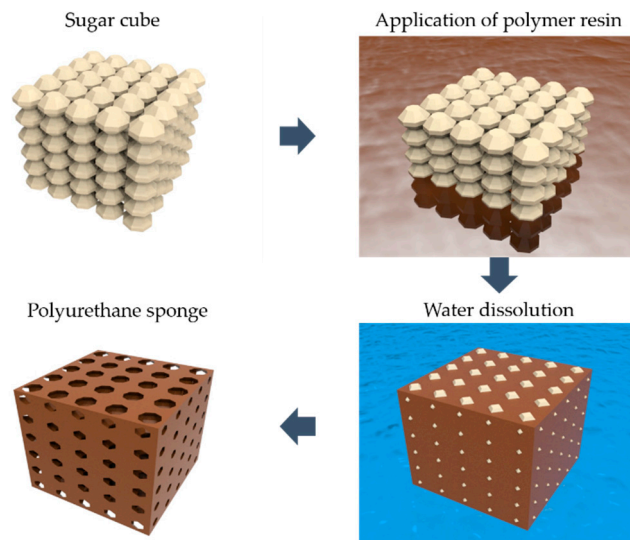 Sugar cube
Application of polymer resin
Polyurethane sponge
Water dissolution